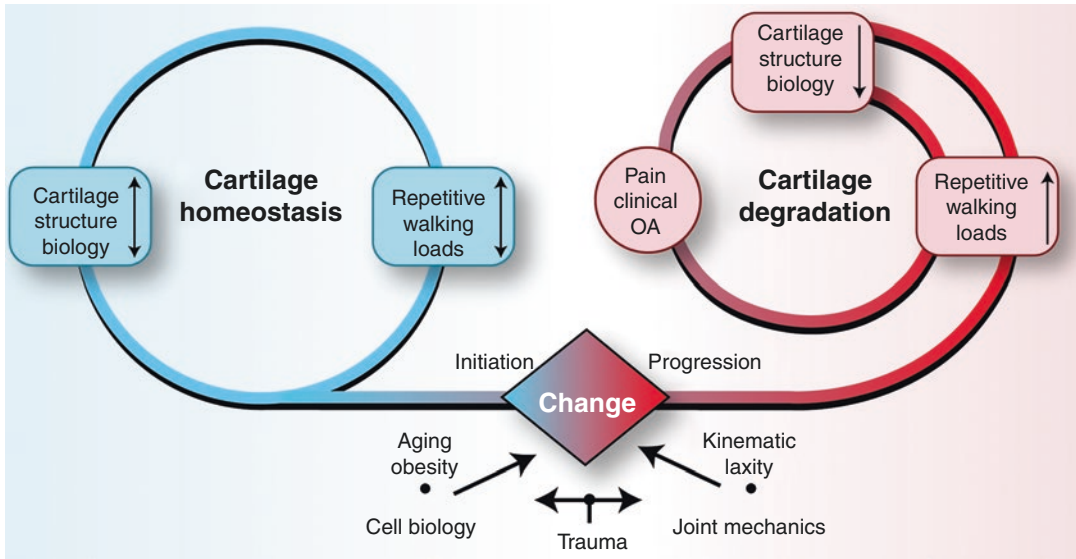 Cartilage
homeostasis
Cartilage
structure
biology
Repetitive
walking
loads
Cartilage
structure
biology
Pain
clinical
OA
Cartilage
degradation
Repetitive
walking
loads
Initiation
Progression
Change
Aging
obesity
Cell biology
Trauma
Kinematic
laxity
Joint mechanics